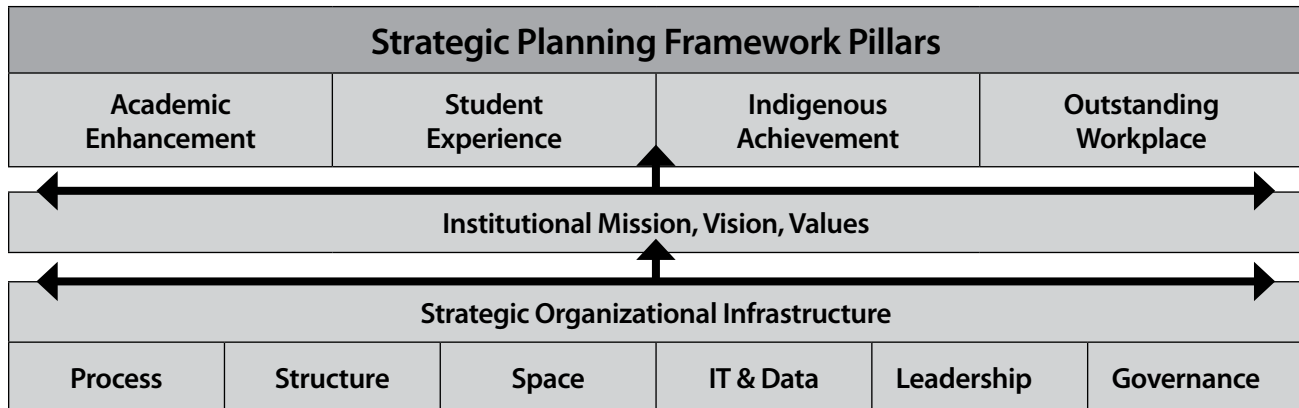 Strategic Planning Framework Pillars
Academic
Enhancement
Student
Experience
Indigenous
Achievement
Outstanding
Workplace
Institutional Mission, Vision, Values
Strategic Organizational Infrastructure
Process
Structure
Space
IT & Data
Leadership
Governance